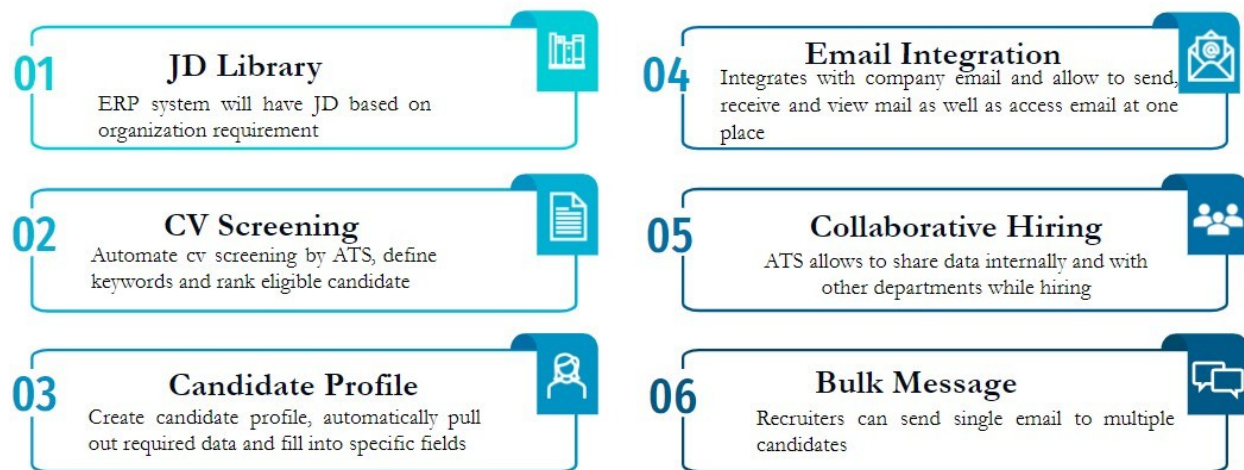 01
JD Library
ERP system will have JD based on
organization requirement
02
CV Screening
Automate cv screening by ATS, define
keywords and rank eligible candidate
03
Candidate Profile
Create candidate profile, automatically pull
out required data and fill into specific fields
04
Email Integration
Integrates with company email and allow to send,
receive and view mail as well as access email at one
place
05
Collaborative Hiring
ATS allows to share data internally and with
other departments while hiring
06
Bulk Message
Recruiters can send single email to multiple
candidates